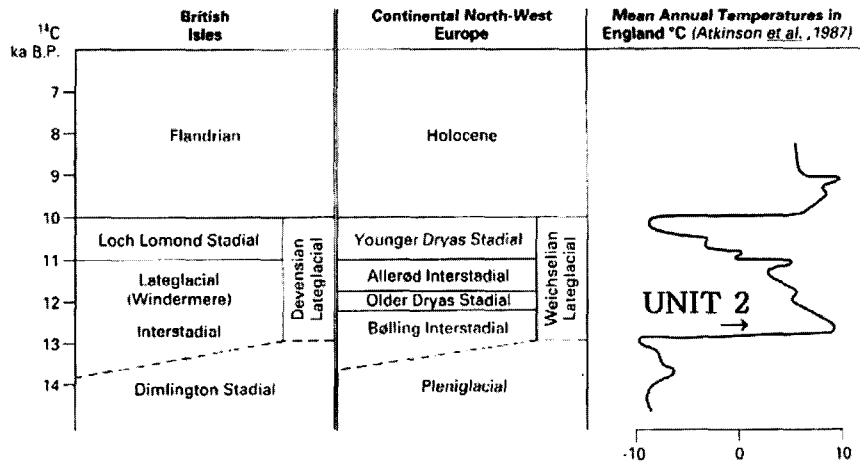 British
Isles
Continental North-West
Europe
Mean Annual Temperatures in
England °C (Atkinson et al. , 1987)
14C
ka B.P.
7
8
9
10
11
12
13
14
Flandrian
Loch Lomond Stadial
Lateglacial
(Windermere)
Interstadial
Devensian
Lateglacial
Dimlington Stadial
Holocene
Younger Dryas Stadial
Allerød Interstadial
Older Dryas Stadial
Bølling Interstadial
Weichselian
Lateglacial
Pleniglacial
UNIT 2
-10
0
10